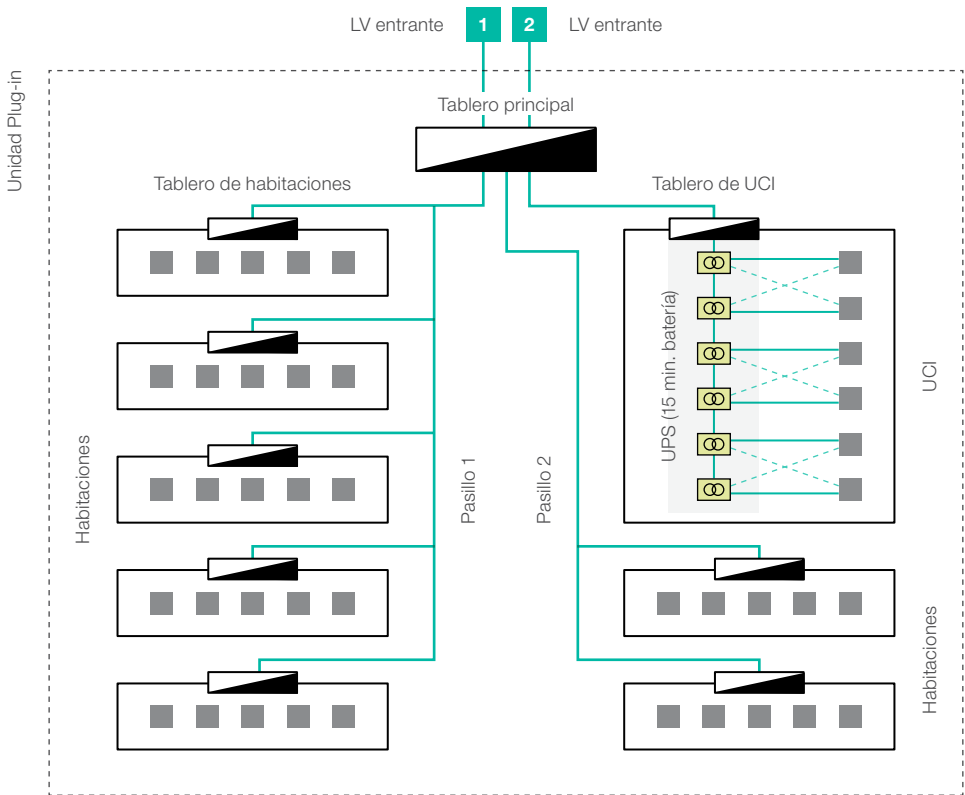 LV entrante
1
2
LV entrante
Unidad Plug-in
Tablero principal
Tablero de habitaciones
Tablero de UCI
UPS (15 min. batería)
UCI
Habitaciones
Pasillo 1
Pasillo 2
Habitaciones